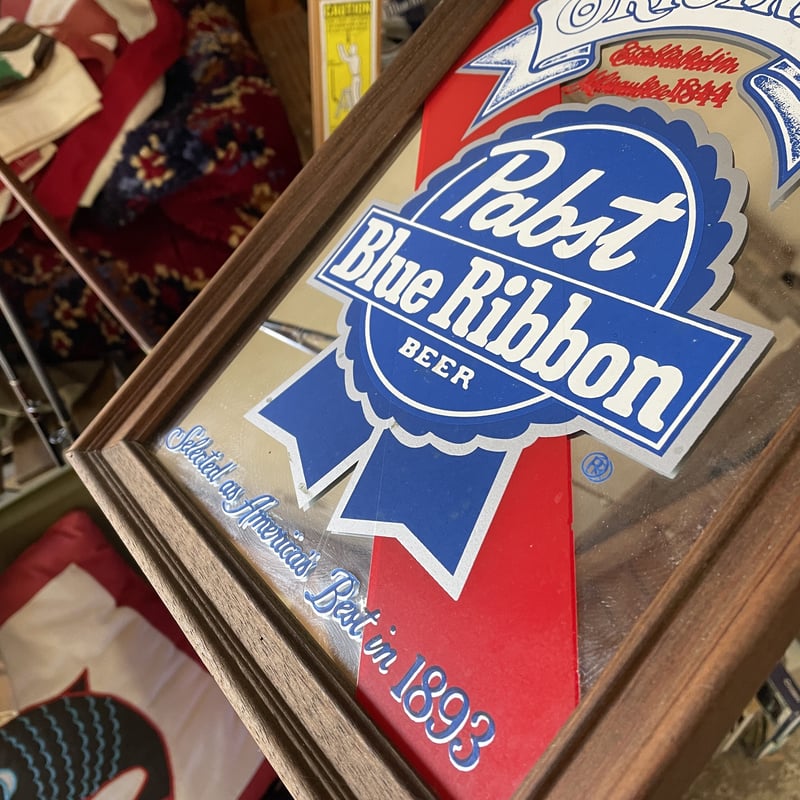 Established in
Milwaukee 1844
Pabst
Blue Ribbon
BEER
®
Selected as America's Best in 1893